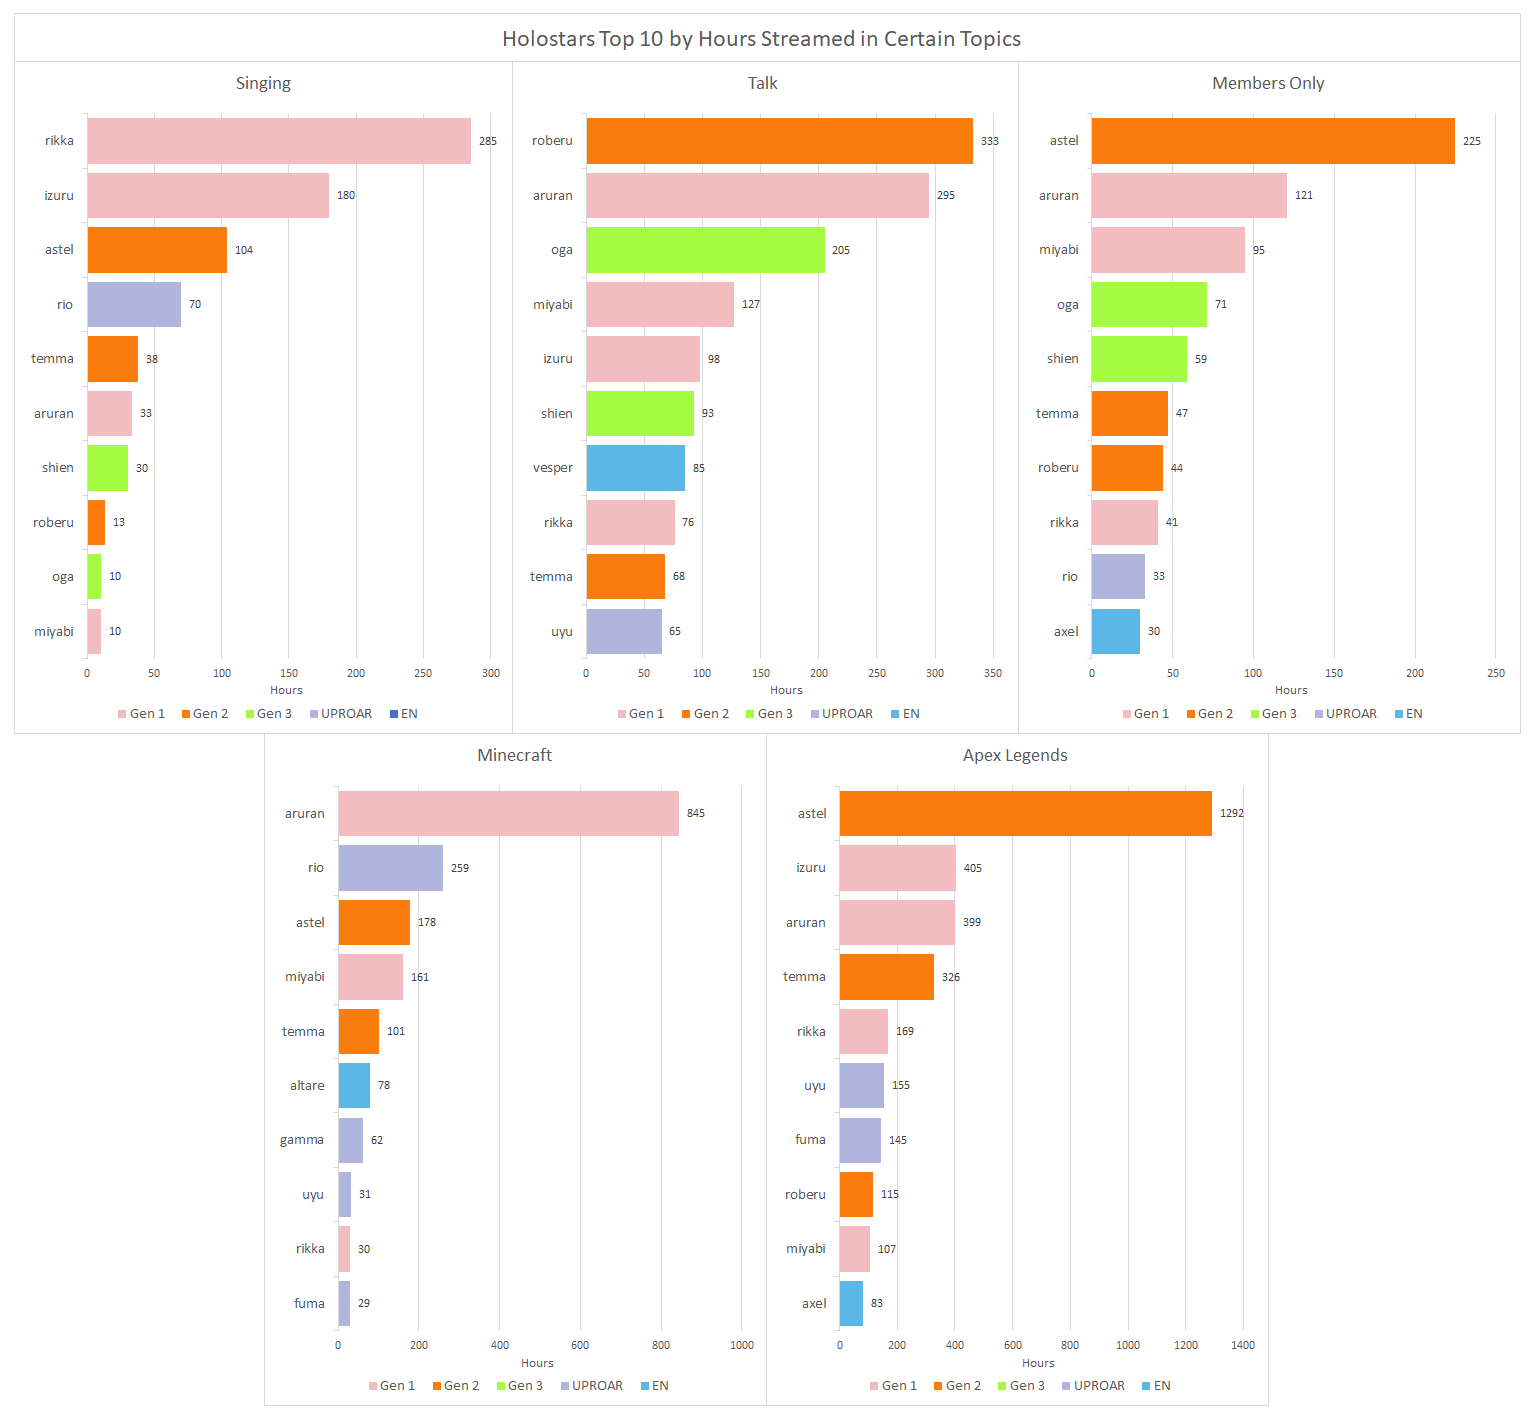 Holostars Top 10 by Hours Streamed in Certain Topics
Singing
rikka 285
izuru 180
astel 104
rio 70
temma 38
aruran 33
shien 30
roberu 13
oga 10
miyabi 10
0 50 100 150 200 250 300
Hours
Gen 1 Gen 2 Gen 3 UPROAR EN
Talk
roberu 333
aruran 295
oga 205
miyabi 127
izuru 98
shien 93
vesper 85
rikka 76
temma 68
uyu 65
0 50 100 150 200 250 300 350
Hours
Gen 1 Gen 2 Gen 3 UPROAR EN
Members Only
astel 225
aruran 121
miyabi 95
oga 71
shien 59
temma 47
roberu 44
rikka 41
rio 33
axel 30
0 50 100 150 200 250
Hours
Gen 1 Gen 2 Gen 3 UPROAR EN
Minecraft
aruran 845
rio 259
astel 178
miyabi 161
temma 101
altare 78
gamma 62
uyu 31
rikka 30
fuma 29
0 200 400 600 800 1000
Hours
Gen 1 Gen 2 Gen 3 UPROAR EN
Apex Legends
astel 1292
izuru 405
aruran 399
temma 326
rikka 169
uyu 155
fuma 145
roberu 115
miyabi 107
axel 83
0 200 400 600 800 1000 1200 1400
Hours
Gen 1 Gen 2 Gen 3 UPROAR EN